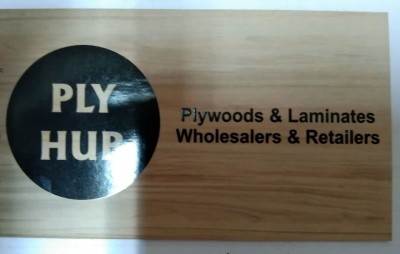 PLY
HUB
Plywoods & Laminates
Wholesalers & Retailers